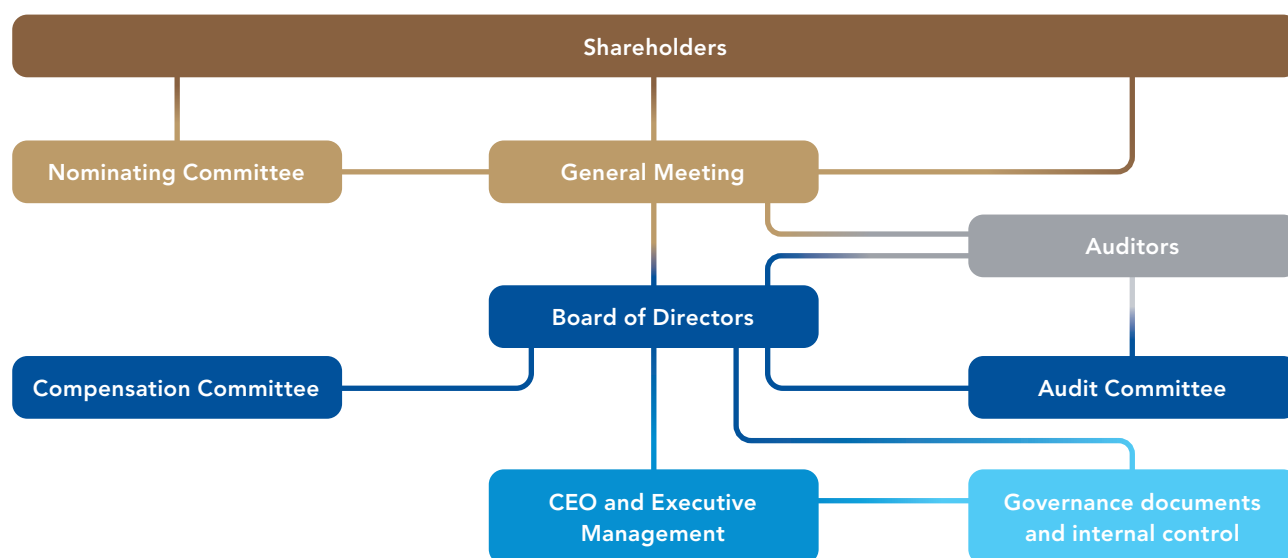 Shareholders
Nominating Committee
General Meeting
Auditors
Board of Directors
Compensation Committee
Audit Committee
CEO and Executive
Management
Governance documents
and internal control